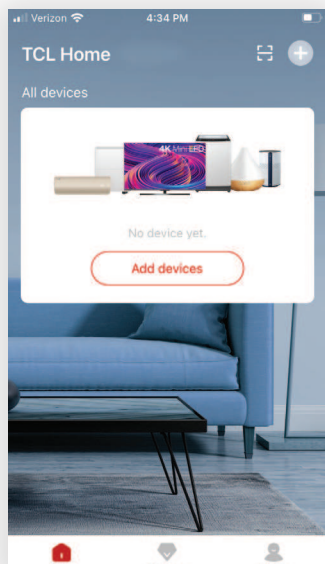 Verizon 4:34 PM
TCL Home
All devices
4K Mini-LED
No device yet.
Add devices